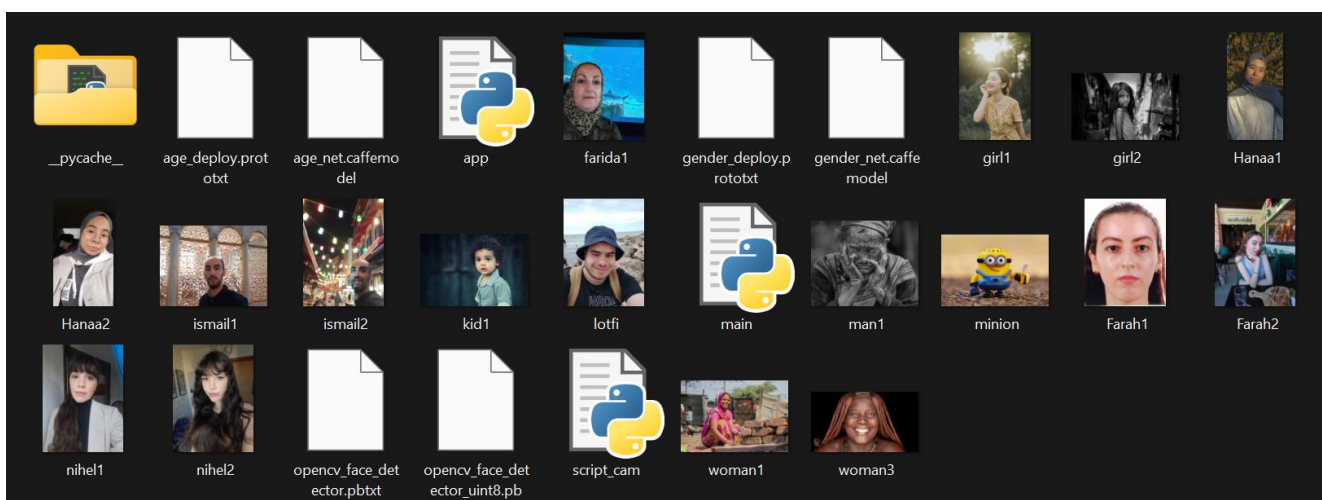 __pycache__
age_deploy.prot
otxt
age_net.caffemo
del
app
farida1
gender_deploy.p
rototxt
gender_net.caffe
model
girl1
girl2
Hanaa1
Hanaa2
ismail1
ismail2
kid1
lotfi
main
man1
minion
Farah1
Farah2
nihel1
nihel2
opencv_face_det
ector.pbtxt
opencv_face_det
ector_uint8.pb
script_cam
woman1
woman3